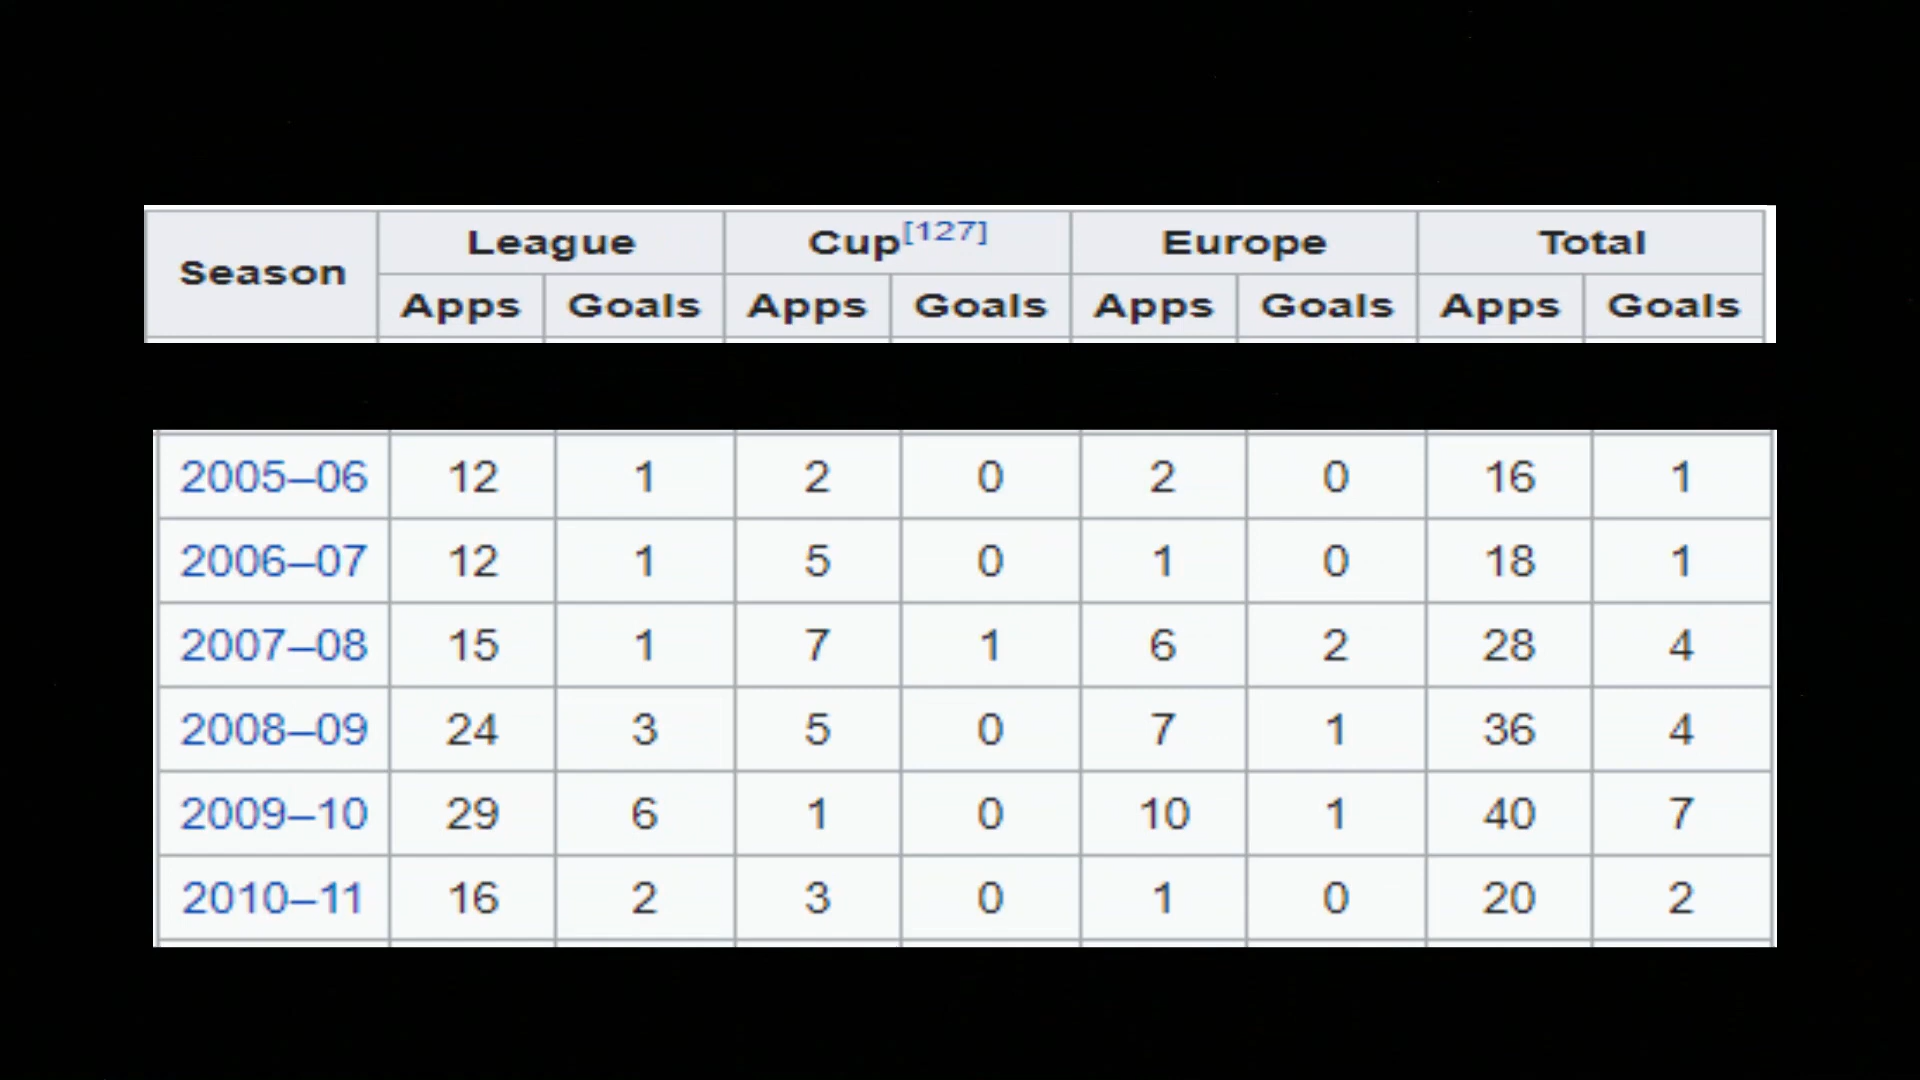 Season League Cup[127] Europe Total
Apps Goals Apps Goals Apps Goals Apps Goals
2005–06 12 1 2 0 2 0 16 1
2006–07 12 1 5 0 1 0 18 1
2007–08 15 1 7 1 6 2 28 4
2008–09 24 3 5 0 7 1 36 4
2009–10 29 6 1 0 10 1 40 7
2010–11 16 2 3 0 1 0 20 2